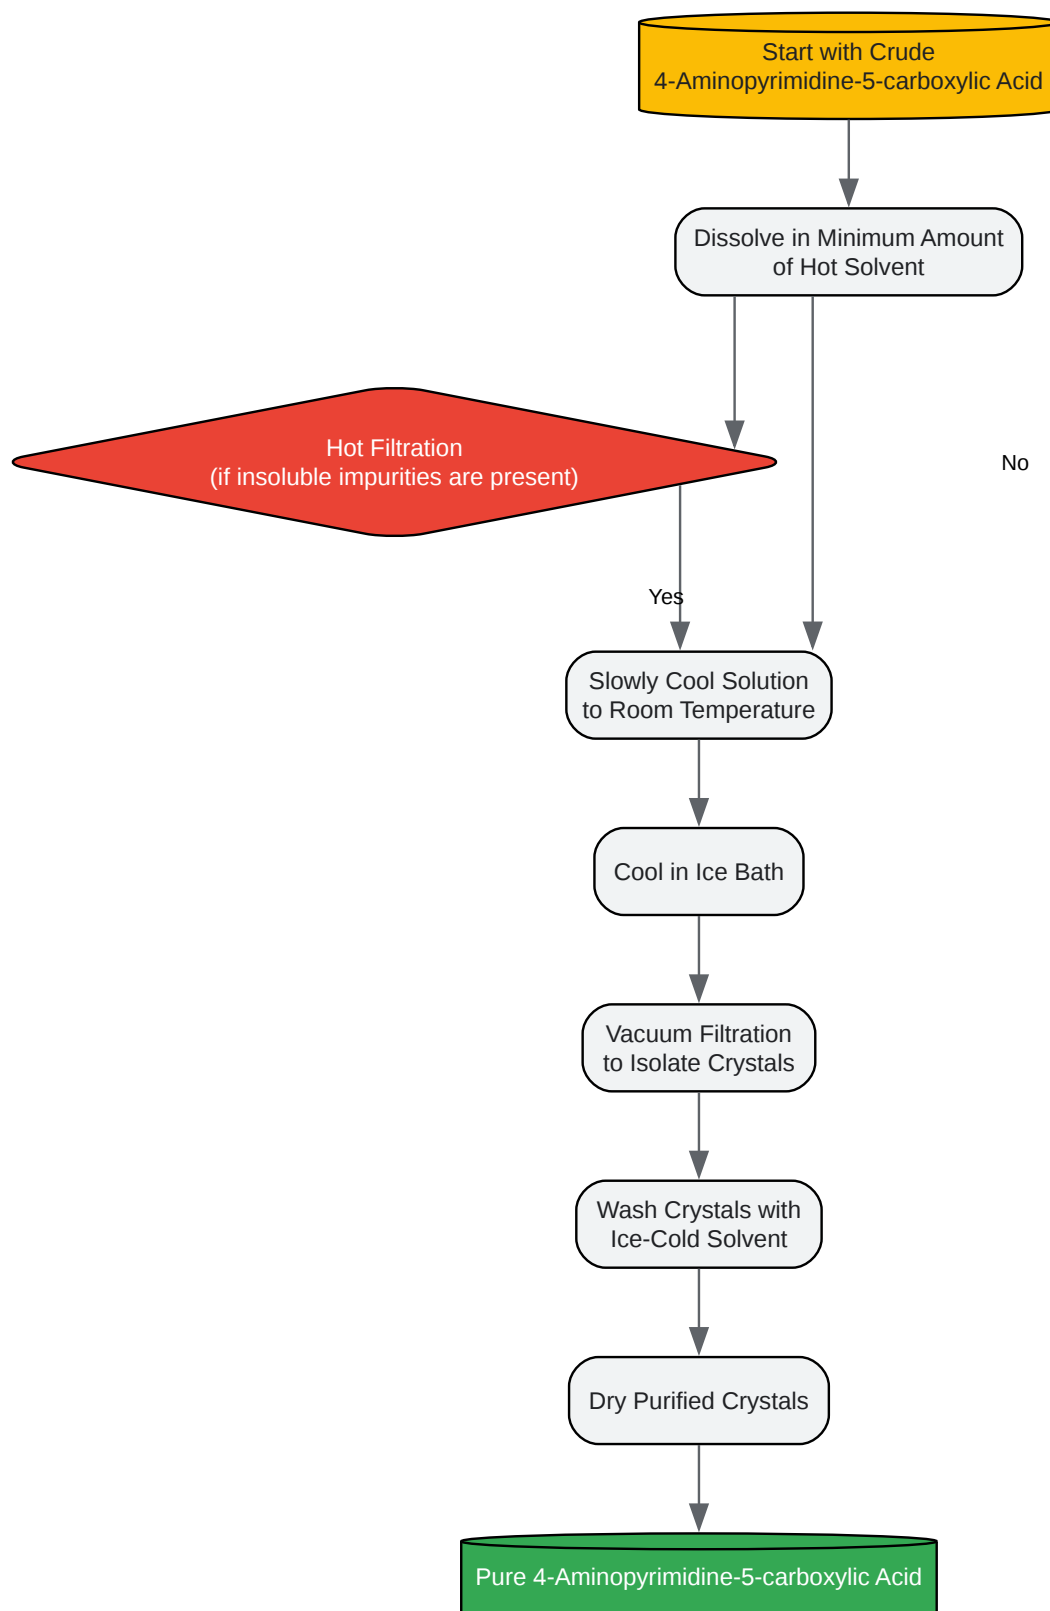 Start with Crude
4-Aminopyrimidine-5-carboxylic Acid
Dissolve in Minimum Amount
of Hot Solvent
Hot Filtration
(if insoluble impurities are present)
No
Yes
Slowly Cool Solution
to Room Temperature
Cool in Ice Bath
Vacuum Filtration
to Isolate Crystals
Wash Crystals with
Ice-Cold Solvent
Dry Purified Crystals
Pure 4-Aminopyrimidine-5-carboxylic Acid